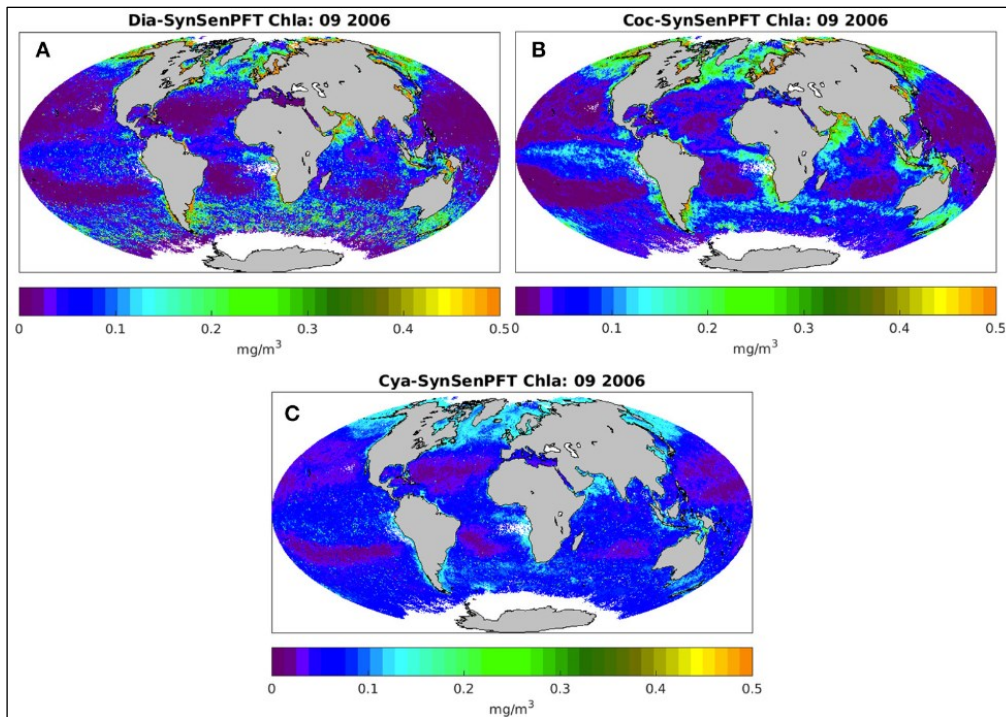 Dia-SynSenPFT Chla: 09 2006
A
0 0.1 0.2 0.3 0.4 0.5
mg/m³
Coc-SynSenPFT Chla: 09 2006
B
0 0.1 0.2 0.3 0.4 0.5
mg/m³
Cya-SynSenPFT Chla: 09 2006
C
0 0.1 0.2 0.3 0.4 0.5
mg/m³